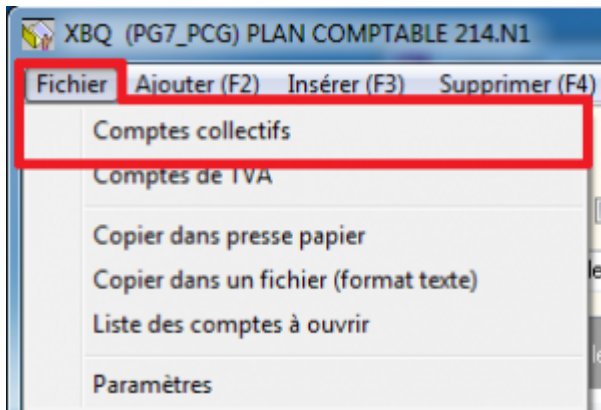 XBQ (PG7_PCG) PLAN COMPTABLE 214.N1
Fichier Ajouter (F2) Insérer (F3) Supprimer (F4)
Comptes collectifs
Comptes de TVA
Copier dans presse papier
Copier dans un fichier (format texte)
Liste des comptes à ouvrir
Paramètres